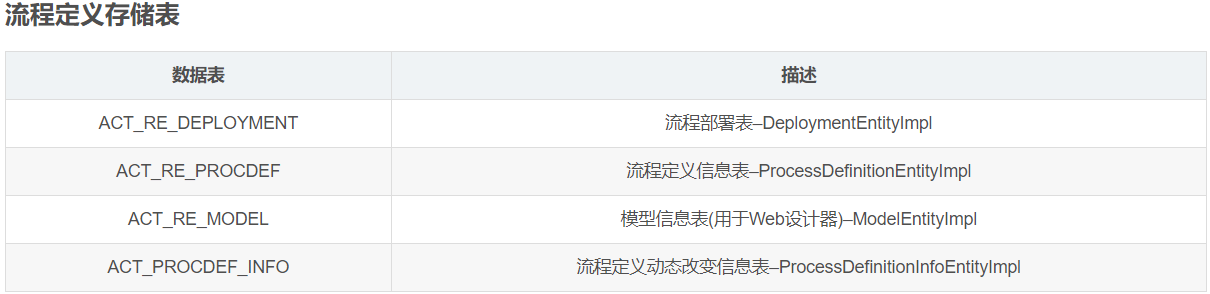 流程定义存储表
数据表 描述
ACT_RE_DEPLOYMENT 流程部署表–DeploymentEntityImpl
ACT_RE_PROCDEF 流程定义信息表–ProcessDefinitionEntityImpl
ACT_RE_MODEL 模型信息表(用于Web设计器)–ModelEntityImpl
ACT_PROCDEF_INFO 流程定义动态改变信息表–ProcessDefinitionInfoEntityImpl